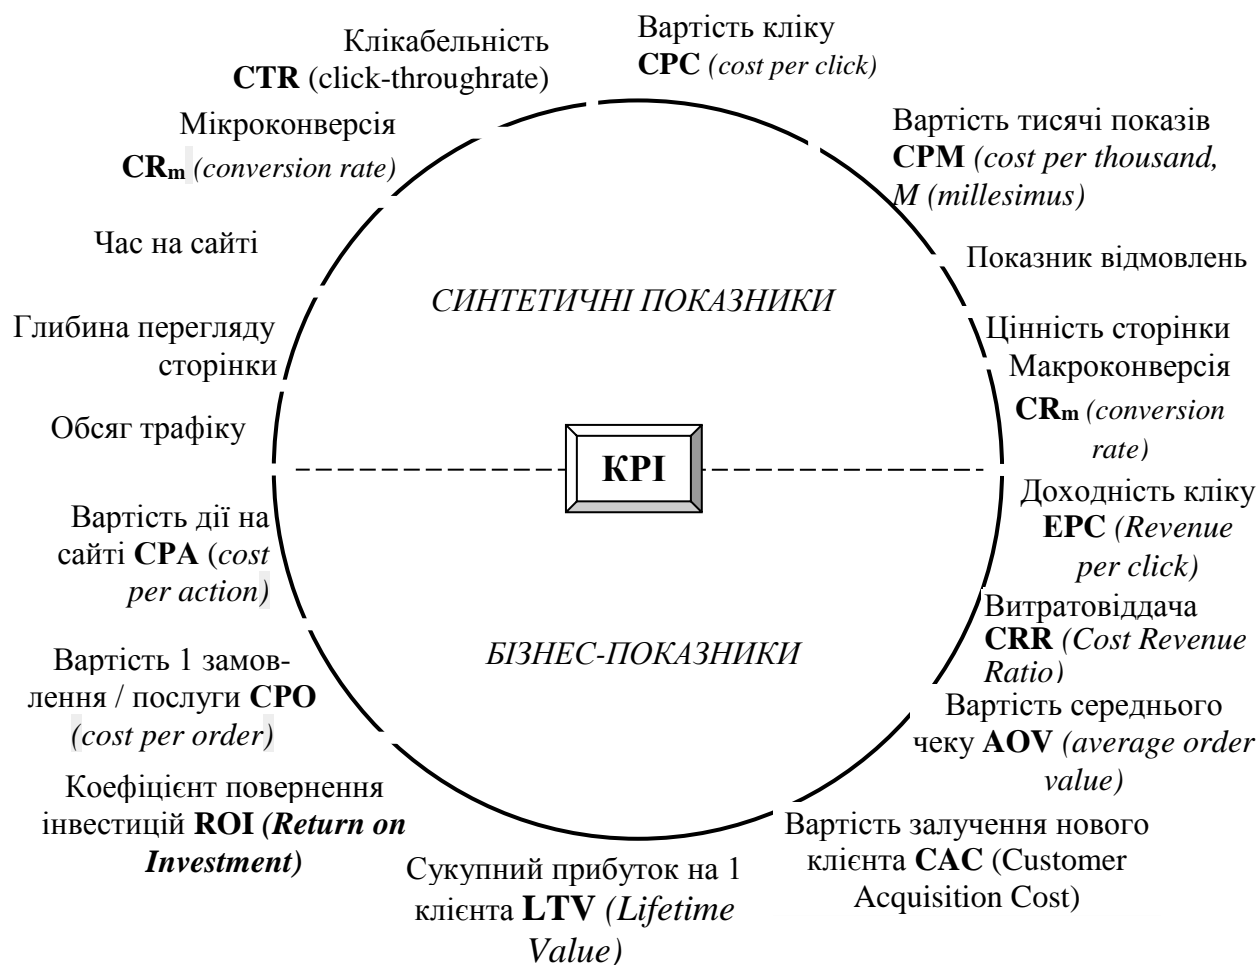 Клікабельність
CTR (click-throughrate)
Вартість кліку
CPC (cost per click)
Мікроконверсія
CRm (conversion rate)
Вартість тисячі показів
CPM (cost per thousand,
M (millesimus)
Час на сайті
Показник відмовлень
СИНТЕТИЧНІ ПОКАЗНИКИ
Глибина перегляду
сторінки
Цінність сторінки
Макроконверсія
CRm (conversion
rate)
Обсяг трафіку
КРІ
Вартість дії на
сайті CPA (cost
per action)
Доходність кліку
EPC (Revenue
per click)
Витратовіддача
CRR (Cost Revenue
Ratio)
БІЗНЕС-ПОКАЗНИКИ
Вартість 1 замов-
лення / послуги CPO
(cost per order)
Вартість середнього
чеку AOV (average order
value)
Коефіцієнт повернення
інвестицій ROI (Return on
Investment)
Вартість залучення нового
клієнта CAC (Customer
Acquisition Cost)
Сукупний прибуток на 1
клієнта LTV (Lifetime
Value)